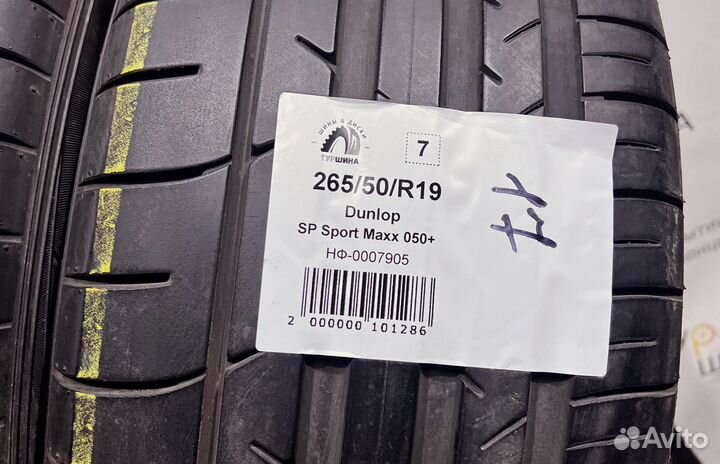 ШИНЫ & ДИСКИ
ТУРШИНА
7
265/50/R19
Dunlop
SP Sport Maxx 050+
НФ-0007905
2 000000 101286
Avito